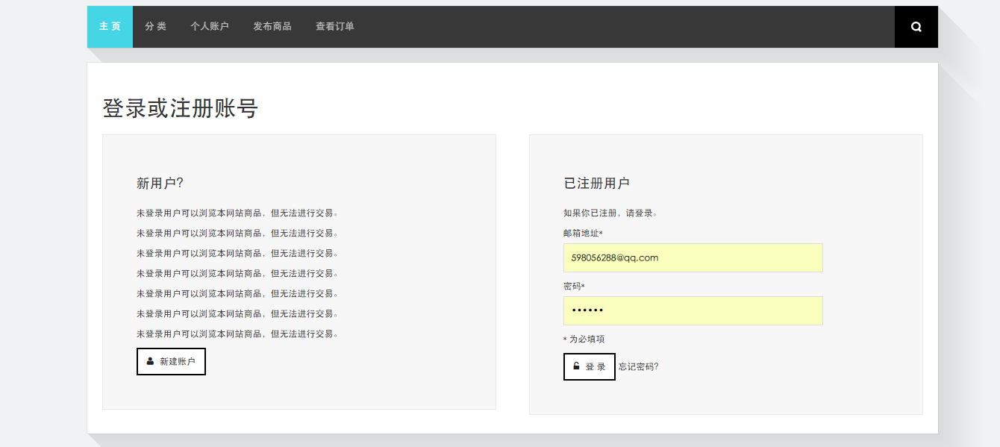 主 页 分 类 个人账户 发布商品 查看订单
登录或注册账号
新用户?
未登录用户可以浏览本网站商品，但无法进行交易。
未登录用户可以浏览本网站商品，但无法进行交易。
未登录用户可以浏览本网站商品，但无法进行交易。
未登录用户可以浏览本网站商品，但无法进行交易。
未登录用户可以浏览本网站商品，但无法进行交易。
未登录用户可以浏览本网站商品，但无法进行交易。
未登录用户可以浏览本网站商品，但无法进行交易。
新建账户
已注册用户
如果你已注册，请登录。
邮箱地址*
598056288@qq.com
密码*
••••••
* 为必填项
登 录 忘记密码?